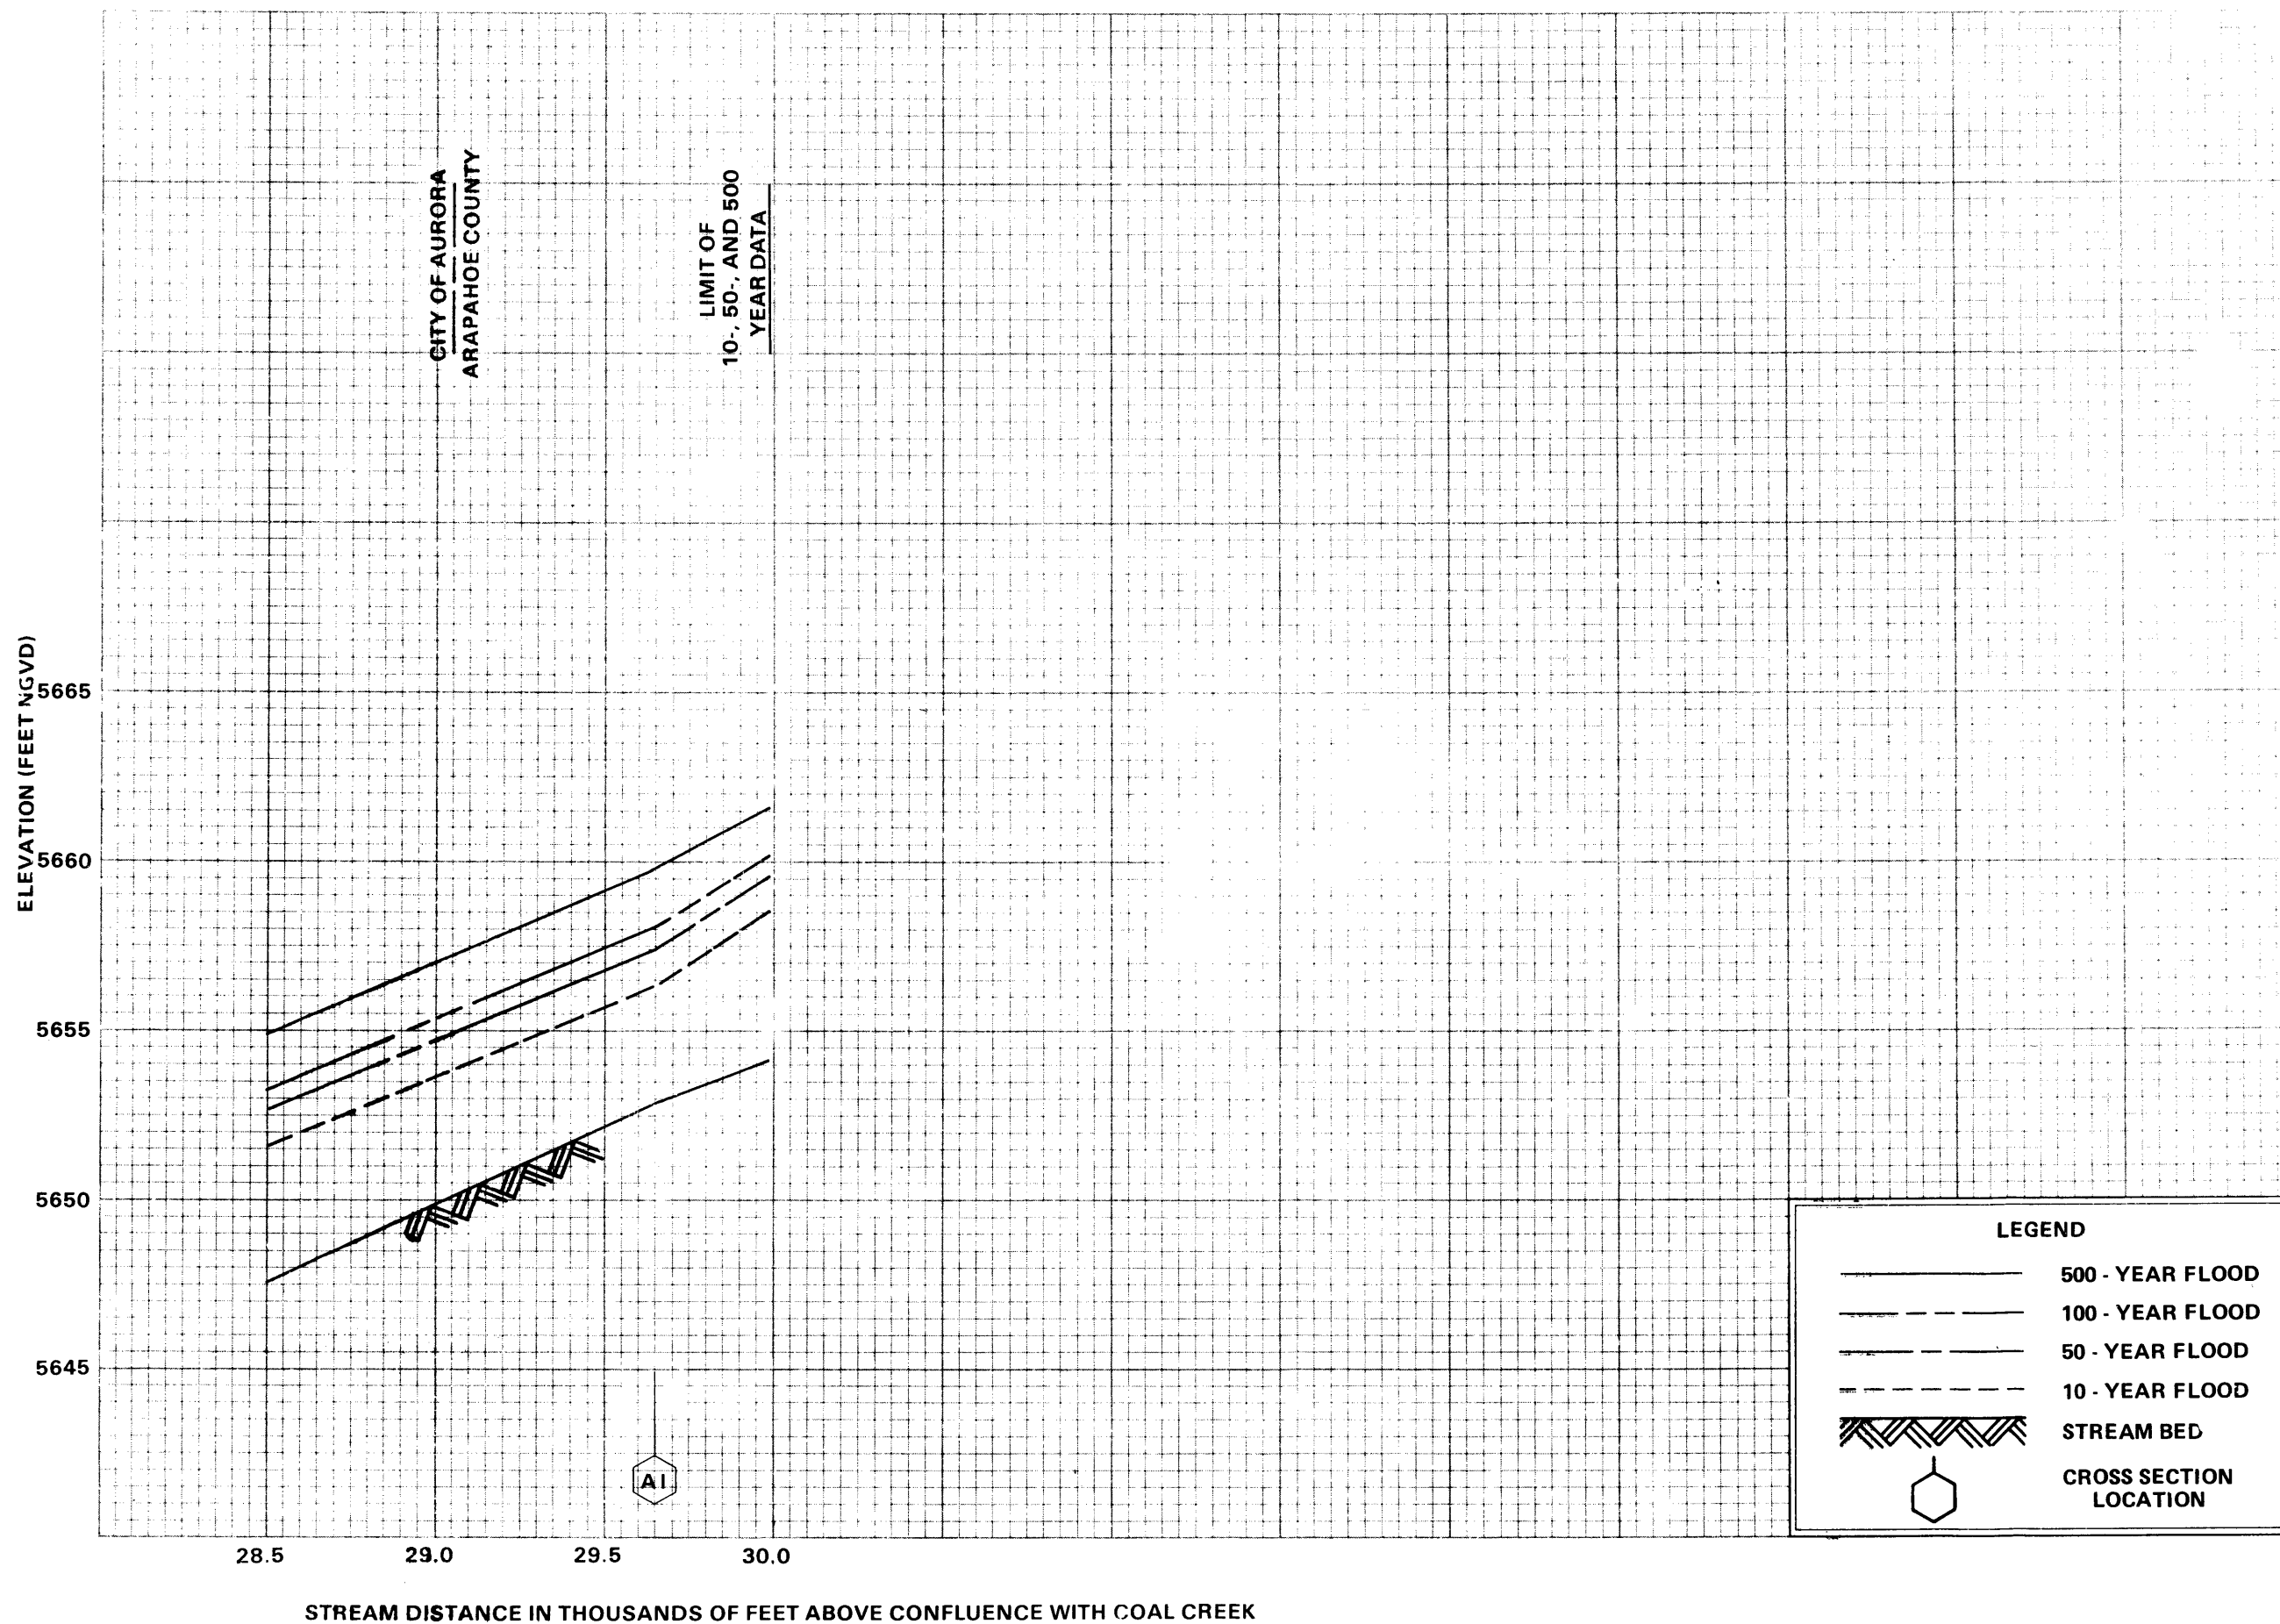 CITY OF AURORA
ARAPAHOE COUNTY
LIMIT OF
10-, 50-, AND 500
YEAR DATA
ELEVATION (FEET NGVD)
5665
5660
5655
5650
5645
AI
28.5
29.0
29.5
30.0
STREAM DISTANCE IN THOUSANDS OF FEET ABOVE CONFLUENCE WITH COAL CREEK
LEGEND
500 - YEAR FLOOD
100 - YEAR FLOOD
50 - YEAR FLOOD
10 - YEAR FLOOD
STREAM BED
CROSS SECTION
LOCATION